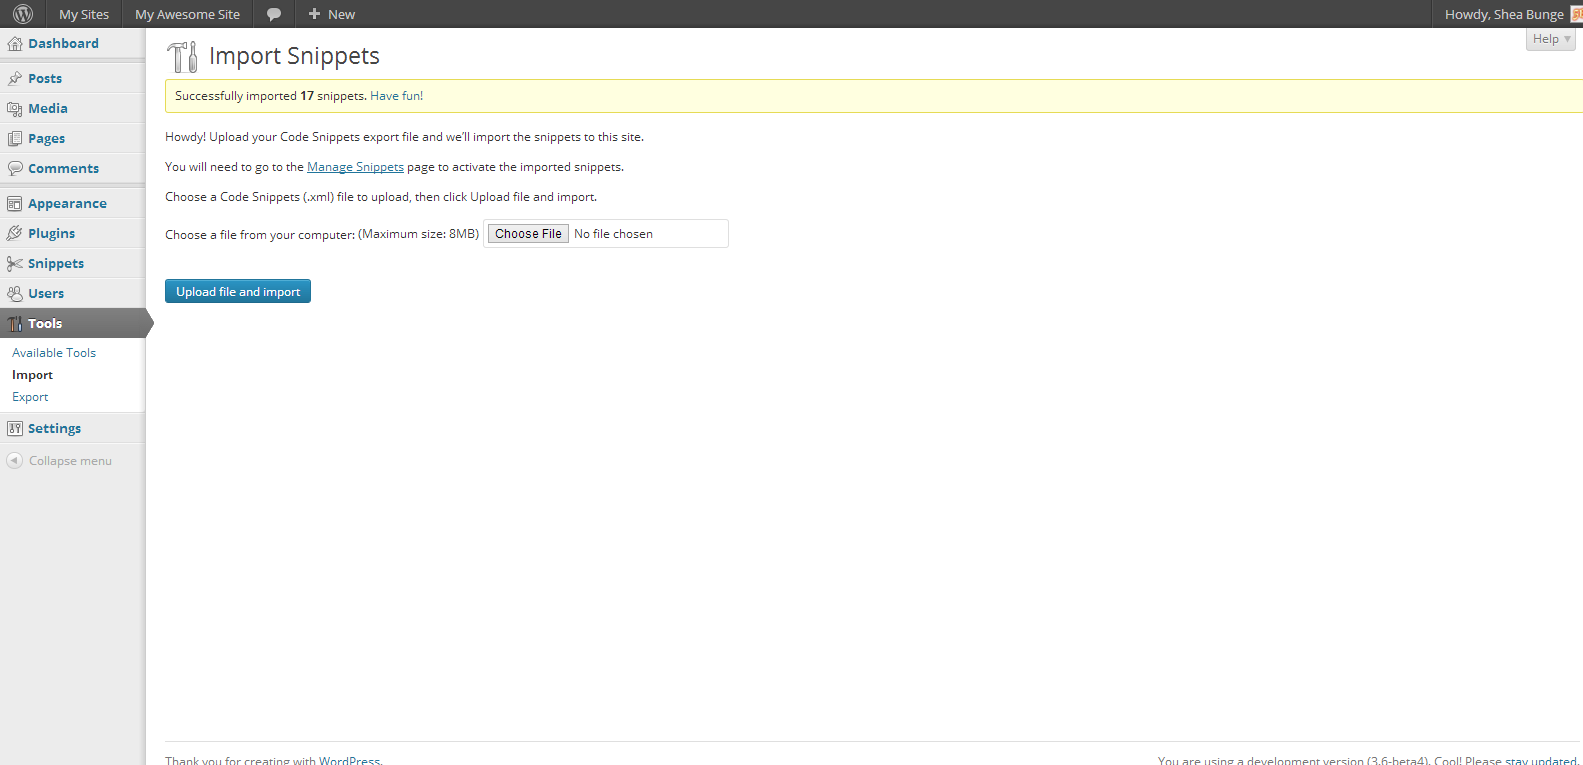 My Sites My Awesome Site New Howdy, Shea Bunge
Dashboard
Posts
Media
Pages
Comments
Appearance
Plugins
Snippets
Users
Tools
Available Tools
Import
Export
Settings
Collapse menu
Help
Import Snippets
Successfully imported 17 snippets. Have fun!
Howdy! Upload your Code Snippets export file and we'll import the snippets to this site.
You will need to go to the Manage Snippets page to activate the imported snippets.
Choose a Code Snippets (.xml) file to upload, then click Upload file and import.
Choose a file from your computer: (Maximum size: 8MB) Choose File No file chosen
Upload file and import
Thank you for creating with WordPress. You are using a development version (3.6-beta4). Cool! Please stay updated.